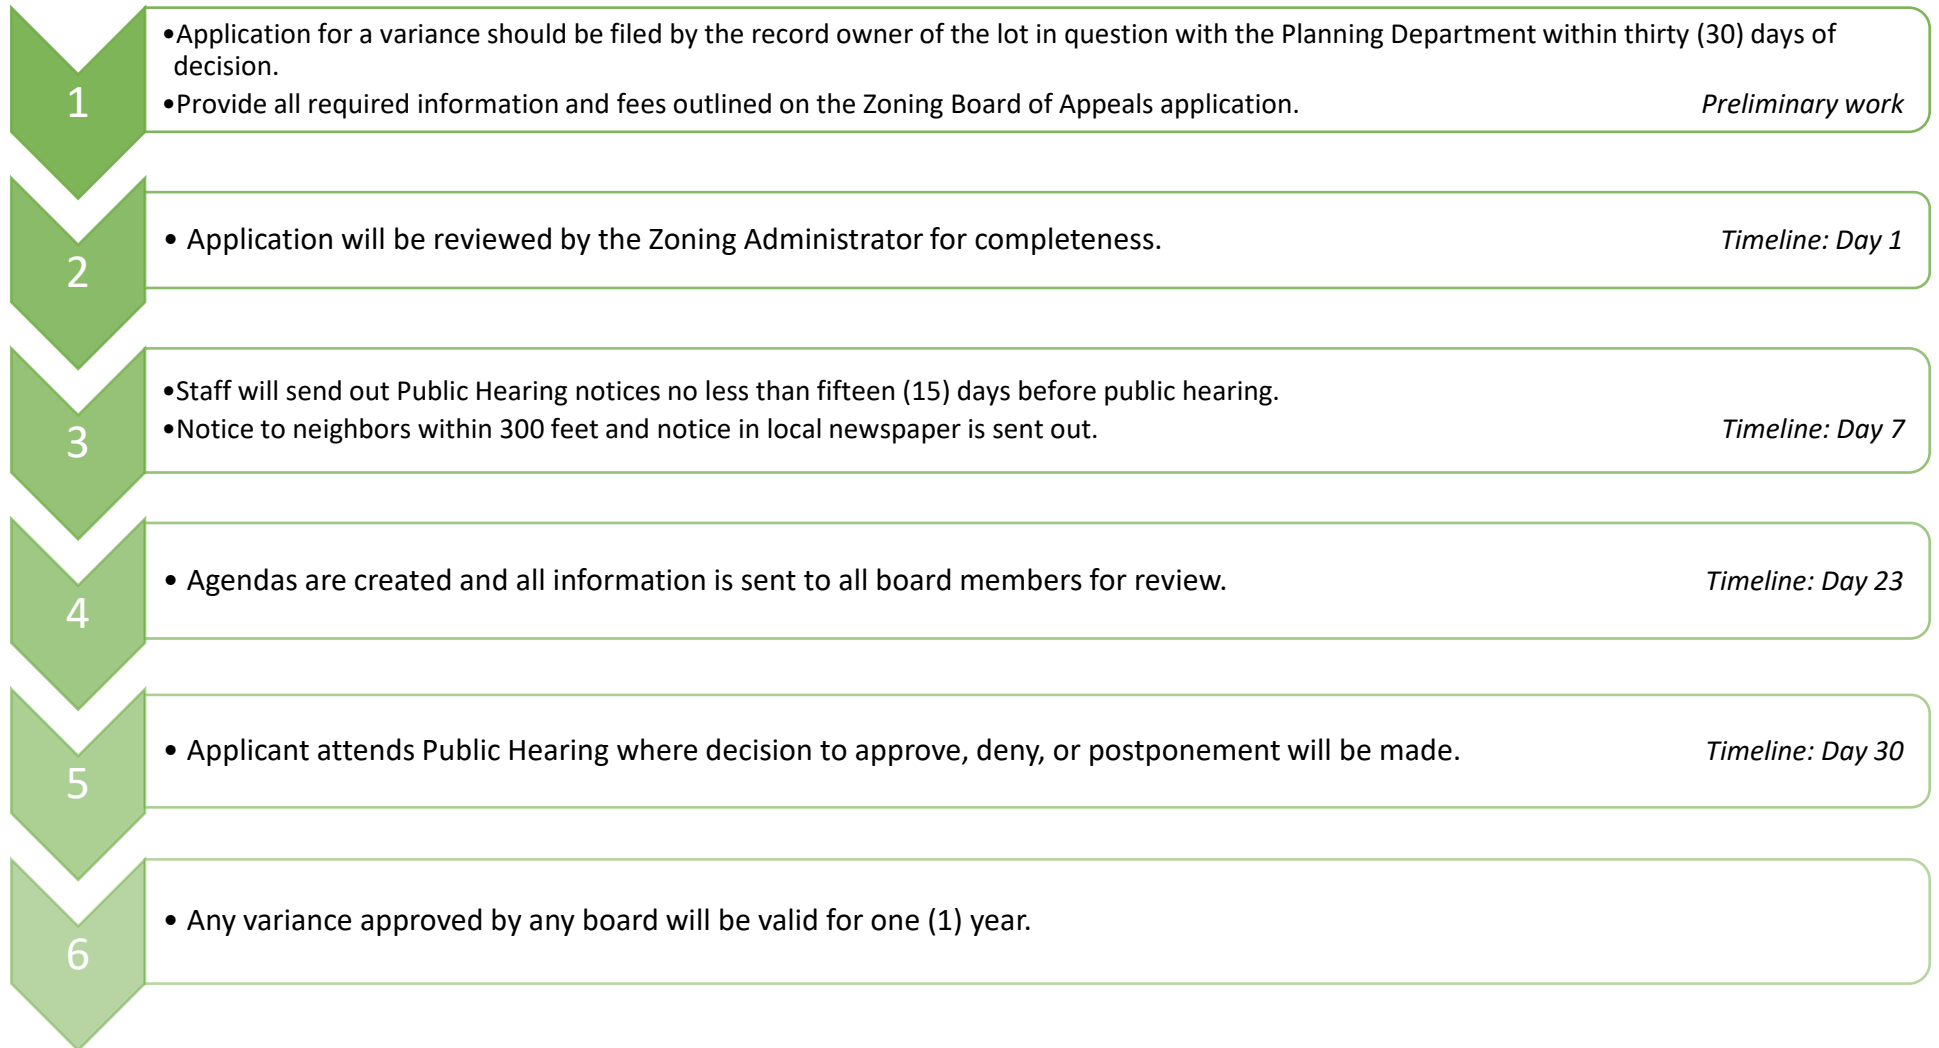 1
•Application for a variance should be filed by the record owner of the lot in question with the Planning Department within thirty (30) days of
decision.
•Provide all required information and fees outlined on the Zoning Board of Appeals application. Preliminary work
2
• Application will be reviewed by the Zoning Administrator for completeness. Timeline: Day 1
3
•Staff will send out Public Hearing notices no less than fifteen (15) days before public hearing.
•Notice to neighbors within 300 feet and notice in local newspaper is sent out. Timeline: Day 7
4
• Agendas are created and all information is sent to all board members for review. Timeline: Day 23
5
• Applicant attends Public Hearing where decision to approve, deny, or postponement will be made. Timeline: Day 30
6
• Any variance approved by any board will be valid for one (1) year.